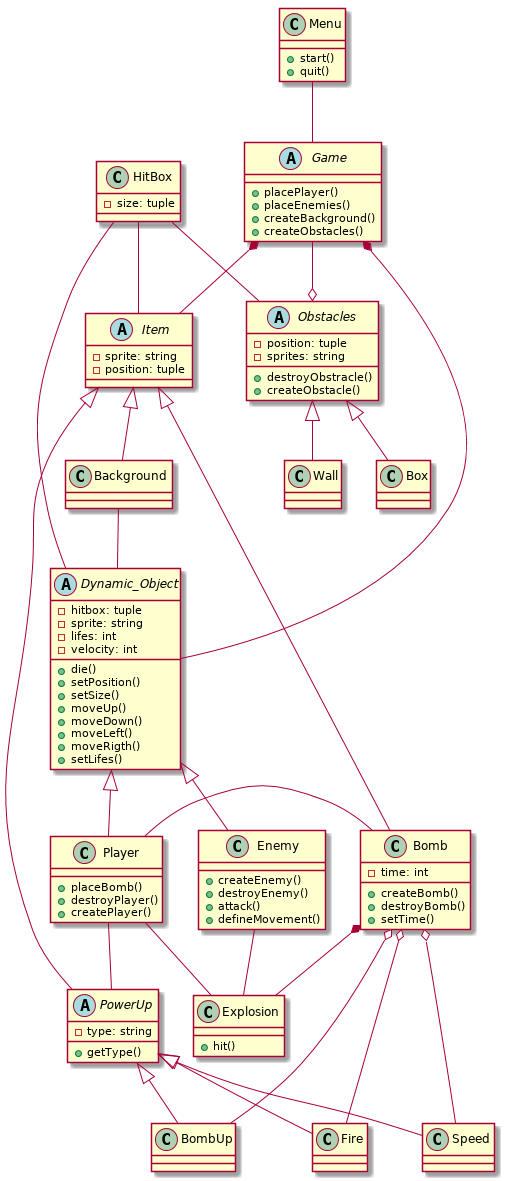 C Menu
start()
quit()
A Game
placePlayer()
placeEnemies()
createBackground()
createObstacles()
C HitBox
size: tuple
A Item
sprite: string
position: tuple
A Obstacles
position: tuple
sprites: string
destroyObstracle()
createObstacle()
C Background
C Wall
C Box
A Dynamic_Object
hitbox: tuple
sprite: string
lifes: int
velocity: int
die()
setPosition()
setSize()
moveUp()
moveDown()
moveLeft()
moveRigth()
setLifes()
C Player
placeBomb()
destroyPlayer()
createPlayer()
C Enemy
createEnemy()
destroyEnemy()
attack()
defineMovement()
C Bomb
time: int
createBomb()
destroyBomb()
setTime()
A PowerUp
type: string
getType()
C Explosion
hit()
C BombUp
C Fire
C Speed